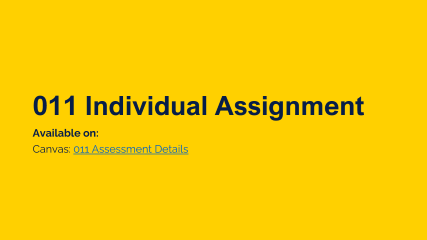 011 Individual Assignment
Available on:
Canvas: 011 Assessment Details